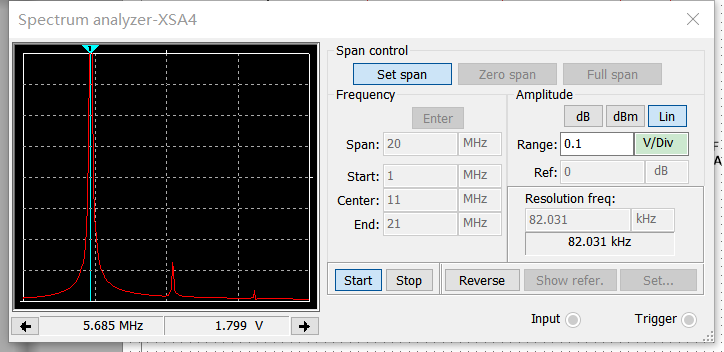 Spectrum analyzer-XSA4
1
Span control
Set span Zero span Full span
Frequency
Enter
Span: 20 MHz
Start: 1 MHz
Center: 11 MHz
End: 21 MHz
Amplitude
dB dBm Lin
Range: 0.1 V/Div
Ref: 0 dB
Resolution freq:
82.031 kHz
82.031 kHz
Start Stop Reverse Show refer. Set...
5.685 MHz 1.799 V
Input Trigger